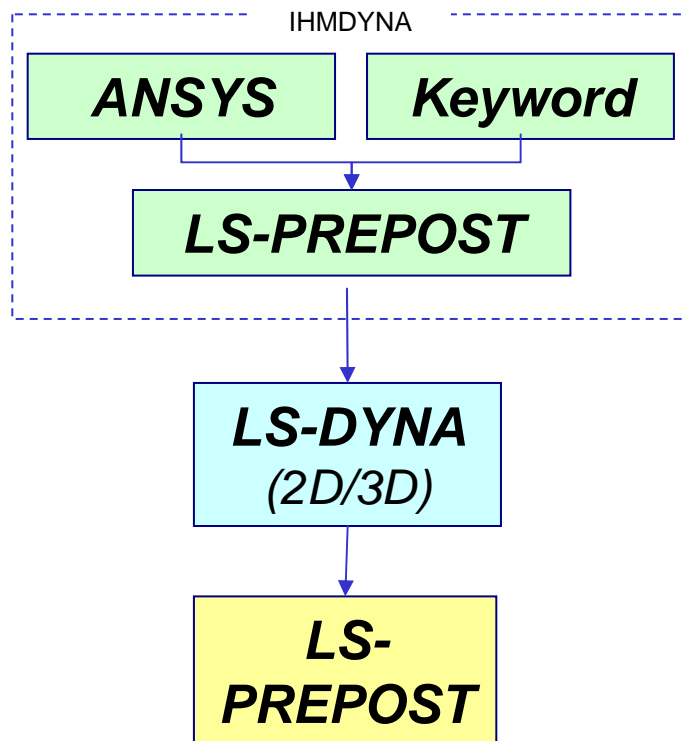 IHMDYNA
ANSYS
Keyword
LS-PREPOST
LS-DYNA
(2D/3D)
LS-
PREPOST